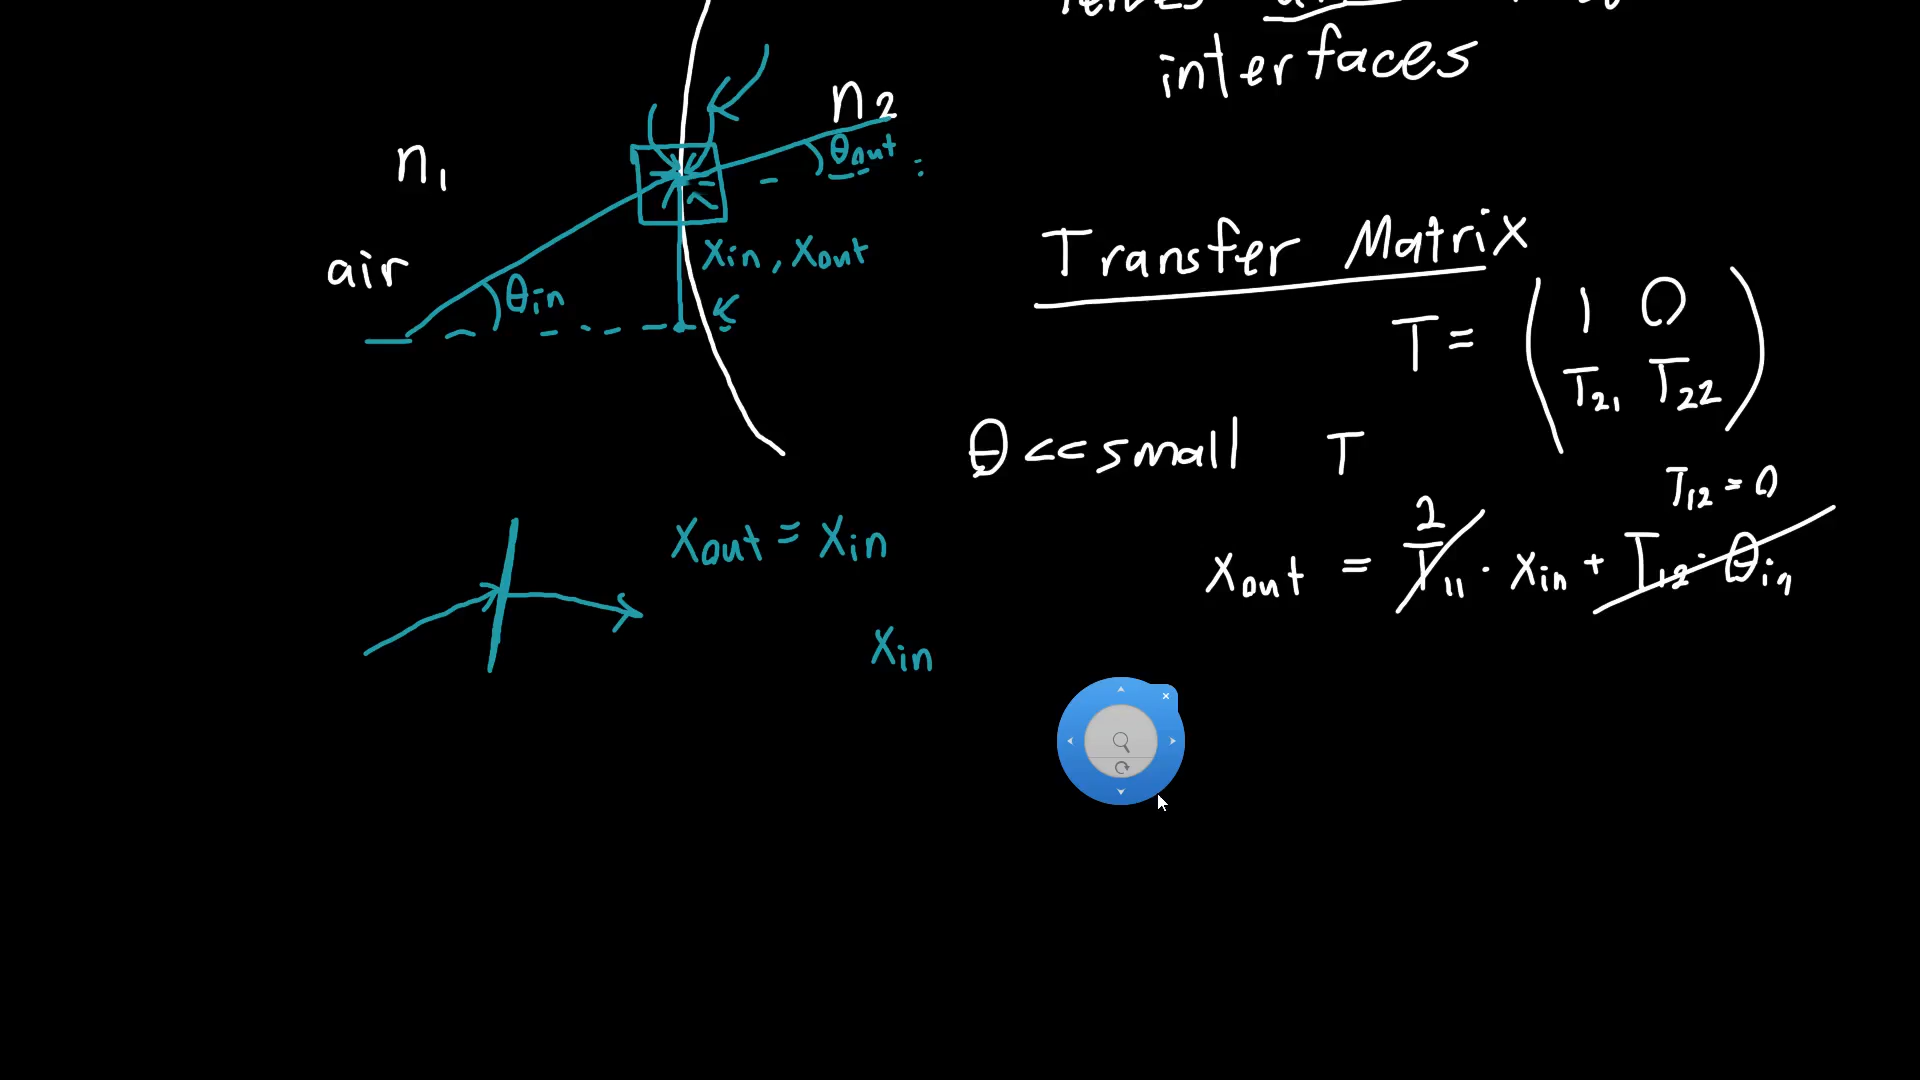 interfaces
n₁
n₂
θout
air
θin
xin, xout
Transfer Matrix
T = ( 1 0
T₂₁ T₂₂ )
θ << small T
T₁₂ = 0
xout = xin
2
xout = T₁₁ · xin + T₁₂ · θin
xin